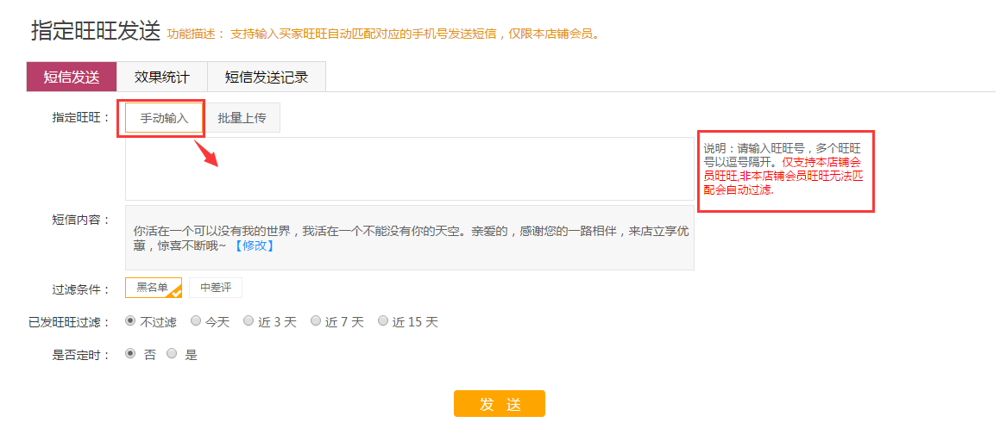 指定旺旺发送 功能描述： 支持输入买家旺旺自动匹配对应的手机号发送短信，仅限本店铺会员。
短信发送 效果统计 短信发送记录
指定旺旺： 手动输入 批量上传
说明：请输入旺旺号，多个旺旺
号以逗号隔开。仅支持本店铺会
员旺旺,非本店铺会员旺旺无法匹
配会自动过滤.
短信内容：
你活在一个可以没有我的世界，我活在一个不能没有你的天空。亲爱的，感谢您的一路相伴，来店立享优
惠，惊喜不断哦~ 【修改】
过滤条件： 黑名单 中差评
已发旺旺过滤： 不过滤 今天 近 3 天 近 7 天 近 15 天
是否定时： 否 是
发 送